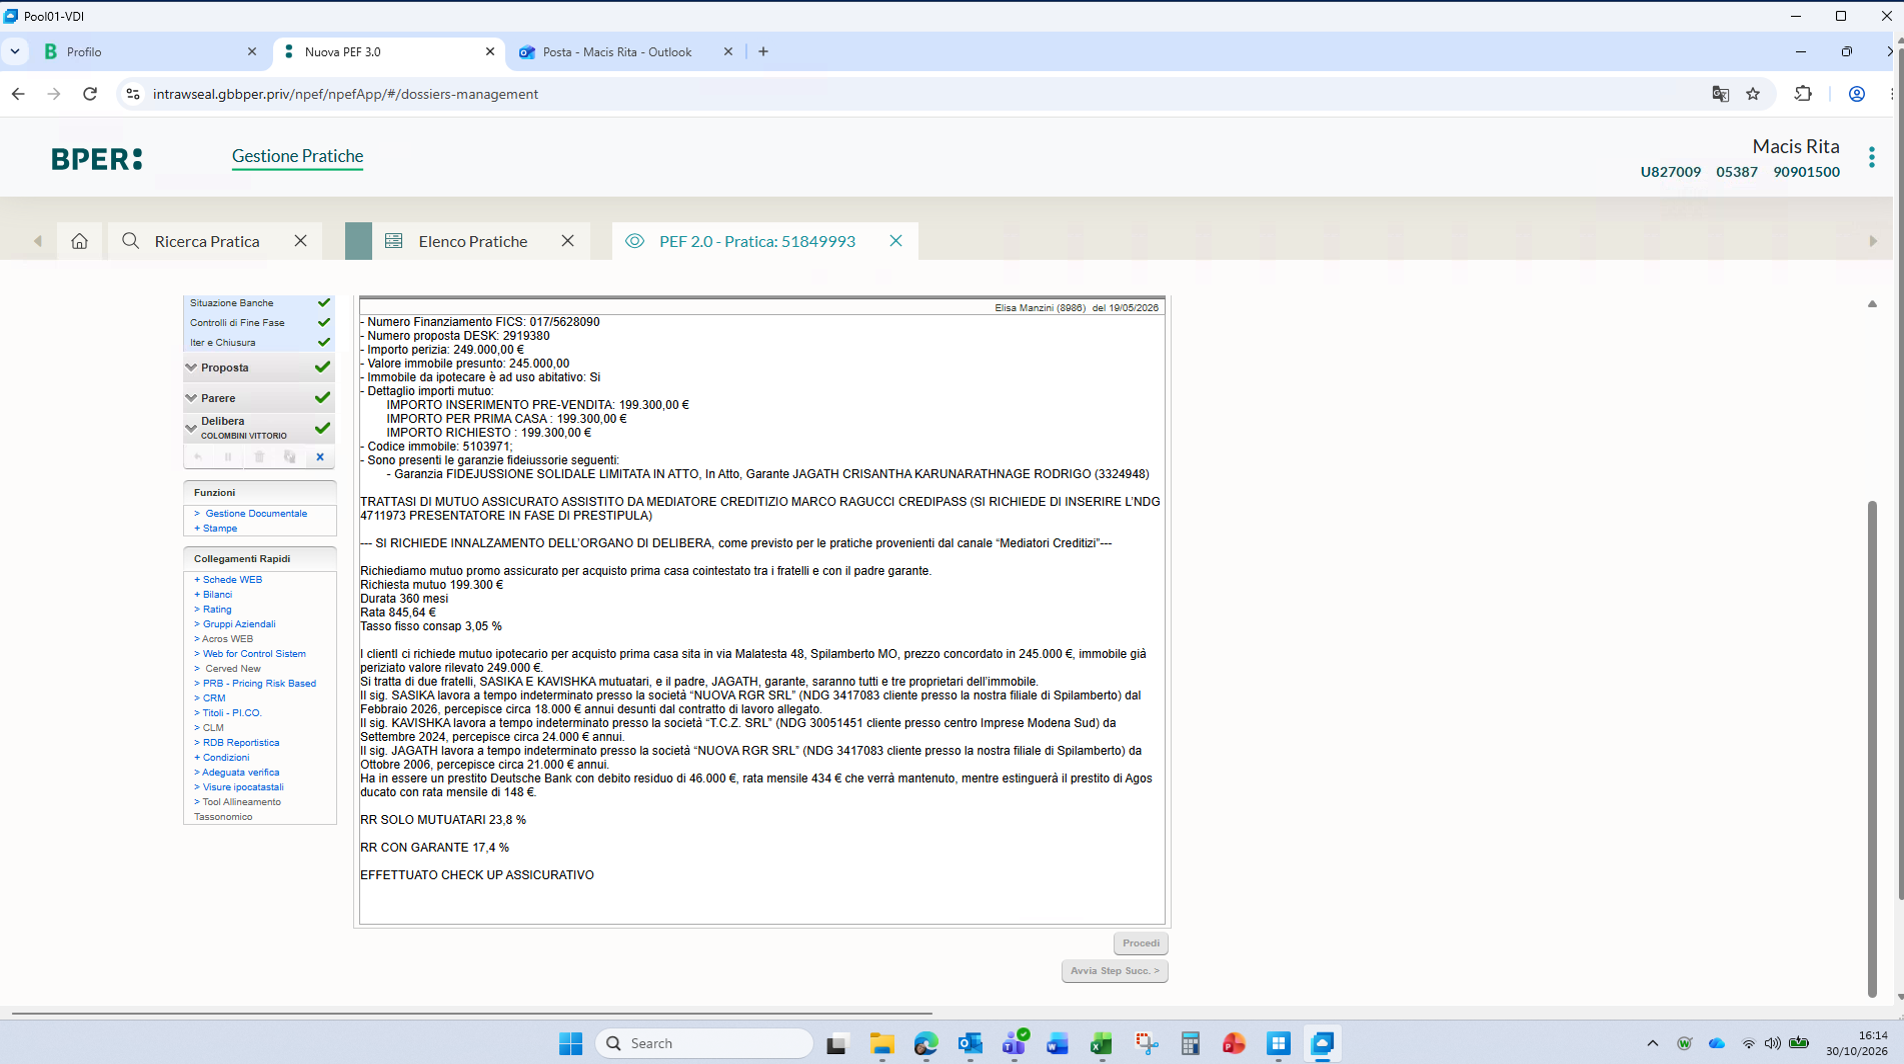 Pool01-VDI
Profilo
Nuova PEF 3.0
Posta - Macis Rita - Outlook
intrawseal.gbbper.priv/npef/npefApp/#/dossiers-management
BPER:
Gestione Pratiche
Macis Rita
U827009 05387 90901500
Ricerca Pratica
Elenco Pratiche
PEF 2.0 - Pratica: 51849993
Situazione Banche
Controlli di Fine Fase
Iter e Chiusura
Proposta
Parere
Delibera
COLOMBINI VITTORIO
Funzioni
> Gestione Documentale
+ Stampe
Collegamenti Rapidi
+ Schede WEB
+ Bilanci
> Rating
> Gruppi Aziendali
> Acros WEB
> Web for Control Sistem
> Cerved New
> PRB - Pricing Risk Based
> CRM
> Titoli - PI.CO.
> CLM
> RDB Reportistica
+ Condizioni
> Adeguata verifica
> Visure ipocatastali
> Tool Allineamento
Tassonomico
Elisa Manzini (8986) del 19/05/2026
- Numero Finanziamento FICS: 017/5628090
- Numero proposta DESK: 2919380
- Importo perizia: 249.000,00 €
- Valore immobile presunto: 245.000,00
- Immobile da ipotecare è ad uso abitativo: Si
- Dettaglio importi mutuo:
IMPORTO INSERIMENTO PRE-VENDITA: 199.300,00 €
IMPORTO PER PRIMA CASA : 199.300,00 €
IMPORTO RICHIESTO : 199.300,00 €
- Codice immobile: 5103971;
- Sono presenti le garanzie fideiussorie seguenti:
- Garanzia FIDEJUSSIONE SOLIDALE LIMITATA IN ATTO, In Atto, Garante JAGATH CRISANTHA KARUNARATHNAGE RODRIGO (3324948)
TRATTASI DI MUTUO ASSICURATO ASSISTITO DA MEDIATORE CREDITIZIO MARCO RAGUCCI CREDIPASS (SI RICHIEDE DI INSERIRE L'NDG
4711973 PRESENTATORE IN FASE DI PRESTIPULA)
--- SI RICHIEDE INNALZAMENTO DELL'ORGANO DI DELIBERA, come previsto per le pratiche provenienti dal canale “Mediatori Creditizi”---
Richiediamo mutuo promo assicurato per acquisto prima casa cointestato tra i fratelli e con il padre garante.
Richiesta mutuo 199.300 €
Durata 360 mesi
Rata 845,64 €
Tasso fisso consap 3,05 %
I clientI ci richiede mutuo ipotecario per acquisto prima casa sita in via Malatesta 48, Spilamberto MO, prezzo concordato in 245.000 €, immobile già
periziato valore rilevato 249.000 €.
Si tratta di due fratelli, SASIKA E KAVISHKA mutuatari, e il padre, JAGATH, garante, saranno tutti e tre proprietari dell'immobile.
Il sig. SASIKA lavora a tempo indeterminato presso la società “NUOVA RGR SRL” (NDG 3417083 cliente presso la nostra filiale di Spilamberto) dal
Febbraio 2026, percepisce circa 18.000 € annui desunti dal contratto di lavoro allegato.
Il sig. KAVISHKA lavora a tempo indeterminato presso la società “T.C.Z. SRL” (NDG 30051451 cliente presso centro Imprese Modena Sud) da
Settembre 2024, percepisce circa 24.000 € annui.
Il sig. JAGATH lavora a tempo indeterminato presso la società “NUOVA RGR SRL” (NDG 3417083 cliente presso la nostra filiale di Spilamberto) da
Ottobre 2006, percepisce circa 21.000 € annui.
Ha in essere un prestito Deutsche Bank con debito residuo di 46.000 €, rata mensile 434 € che verrà mantenuto, mentre estinguerà il prestito di Agos
ducato con rata mensile di 148 €.
RR SOLO MUTUATARI 23,8 %
RR CON GARANTE 17,4 %
EFFETTUATO CHECK UP ASSICURATIVO
Procedi
Avvia Step Succ. >
Search
16:14
30/10/2026